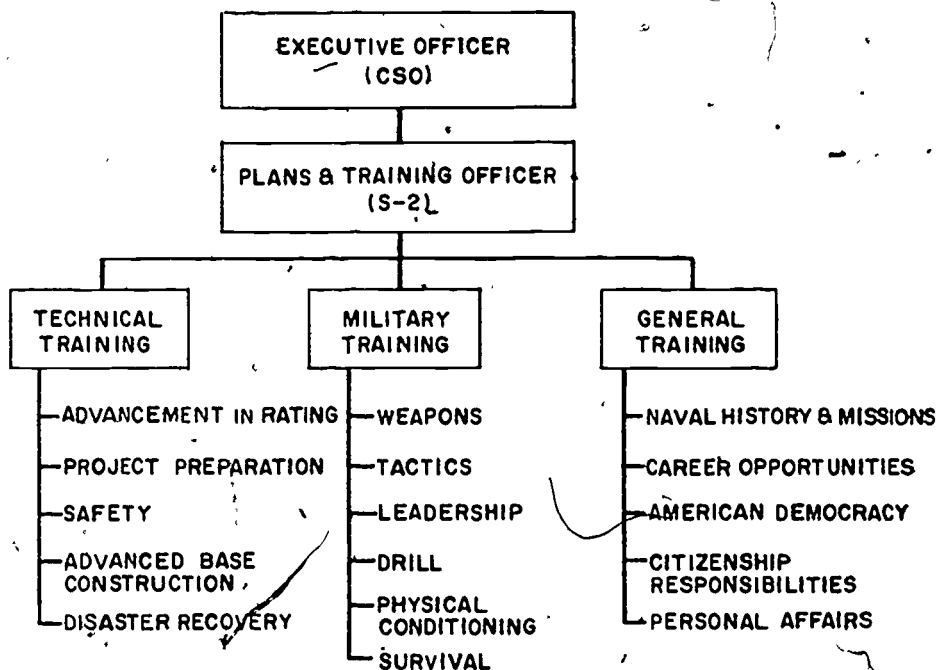 EXECUTIVE OFFICER
(CSO)
PLANS & TRAINING OFFICER
(S-2)
TECHNICAL
TRAINING
ADVANCEMENT IN RATING
PROJECT PREPARATION
SAFETY
ADVANCED BASE
CONSTRUCTION
DISASTER RECOVERY
MILITARY
TRAINING
WEAPONS
TACTICS
LEADERSHIP
DRILL
PHYSICAL
CONDITIONING
SURVIVAL
GENERAL
TRAINING
NAVAL HISTORY & MISSIONS
CAREER OPPORTUNITIES
AMERICAN DEMOCRACY
CITIZENSHIP
RESPONSIBILITIES
PERSONAL AFFAIRS